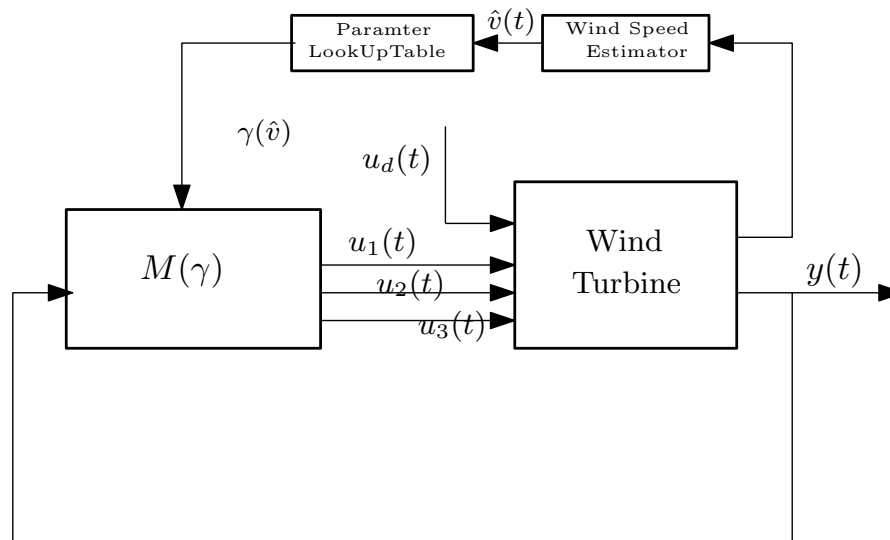 Paramter
LookUpTable
v̂(t)
Wind Speed
Estimator
γ(v̂)
u_d(t)
M(γ)
u_1(t)
u_2(t)
u_3(t)
Wind
Turbine
y(t)